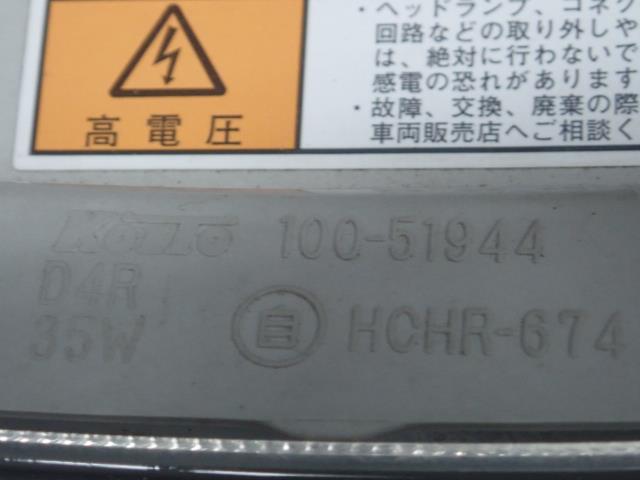 高電圧
・ヘッドランプ、コネク
回路などの取り外しや
は、絶対に行わないで
感電の恐れがあります
・故障、交換、廃棄の際
車両販売店へご相談く
KOITO 100-51944
D4R
35W 自 HCHR-674